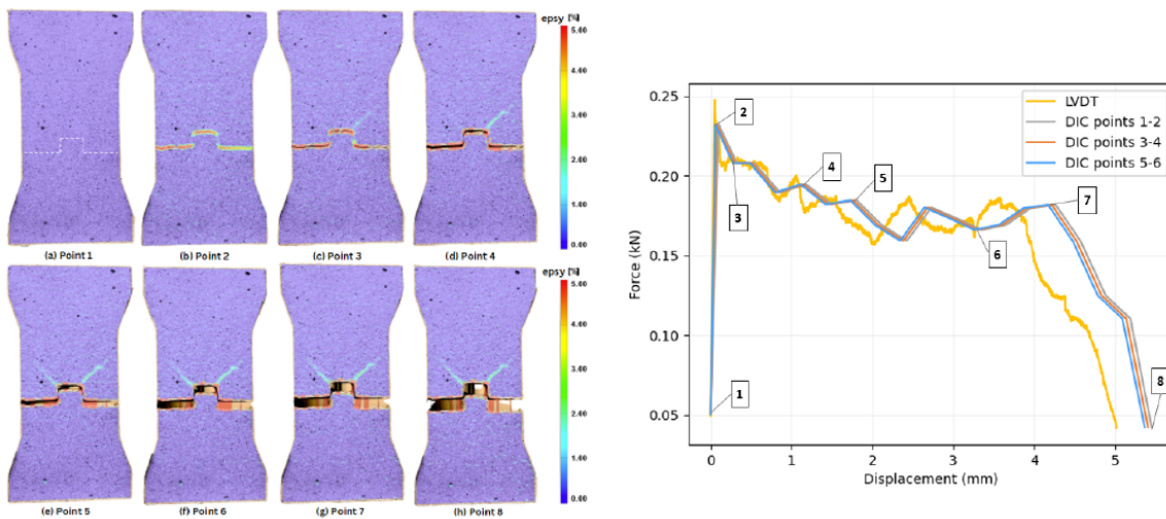 epsy [%]
5.00
4.00
3.00
2.00
1.00
0.00
(a) Point 1
(b) Point 2
(c) Point 3
(d) Point 4
epsy [%]
5.00
4.00
3.00
2.00
1.00
0.00
(e) Point 5
(f) Point 6
(g) Point 7
(h) Point 8
0.25
0.20
0.15
0.10
0.05
Force (kN)
0
1
2
3
4
5
Displacement (mm)
LVDT
DIC points 1-2
DIC points 3-4
DIC points 5-6
1
2
3
4
5
6
7
8